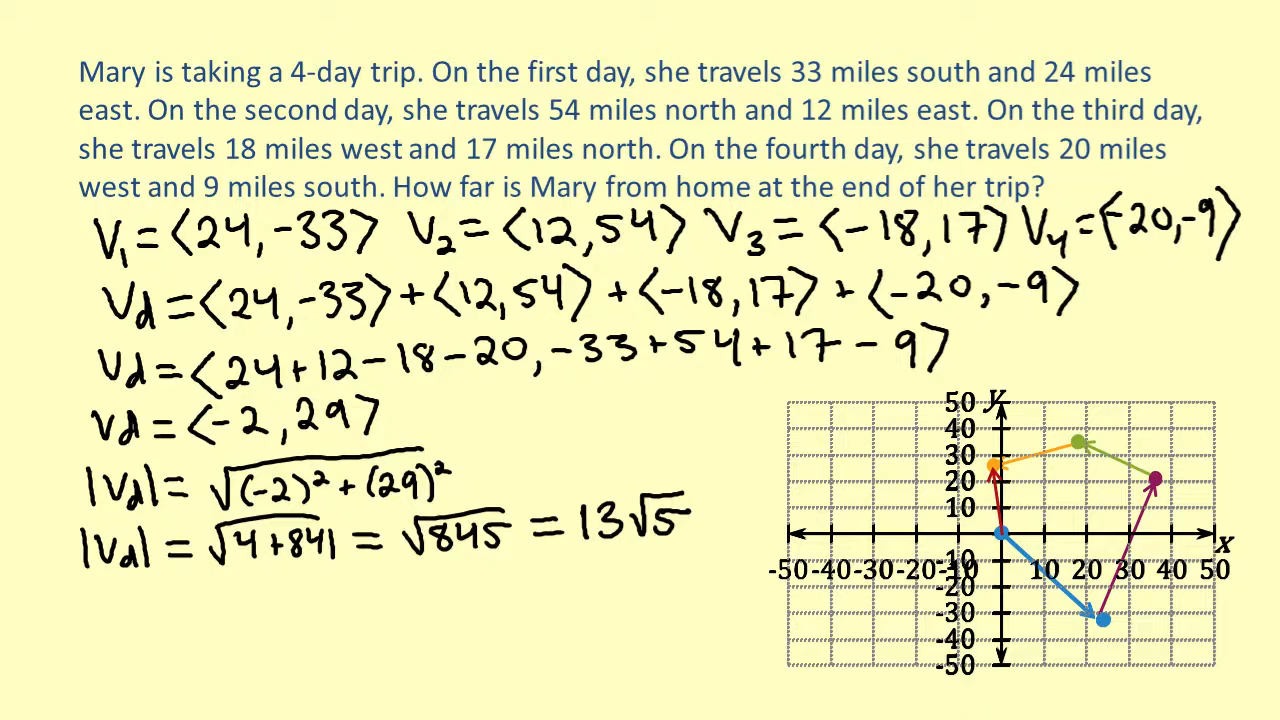 Mary is taking a 4-day trip. On the first day, she travels 33 miles south and 24 miles
east. On the second day, she travels 54 miles north and 12 miles east. On the third day,
she travels 18 miles west and 17 miles north. On the fourth day, she travels 20 miles
west and 9 miles south. How far is Mary from home at the end of her trip?
V₁ = ⟨24, -33⟩ V₂ = ⟨12, 54⟩ V₃ = ⟨-18, 17⟩ V₄ = ⟨-20, -9⟩
Vd = ⟨24, -33⟩ + ⟨12, 54⟩ + ⟨-18, 17⟩ + ⟨-20, -9⟩
Vd = ⟨24+12-18-20, -33+54+17-9⟩
Vd = ⟨-2, 29⟩
|Vd| = √((-2)² + (29)²)
|Vd| = √(4+841) = √845 = 13√5
y
50
40
30
20
10
x
-50 -40 -30 -20 -10 10 20 30 40 50
-10
-20
-30
-40
-50